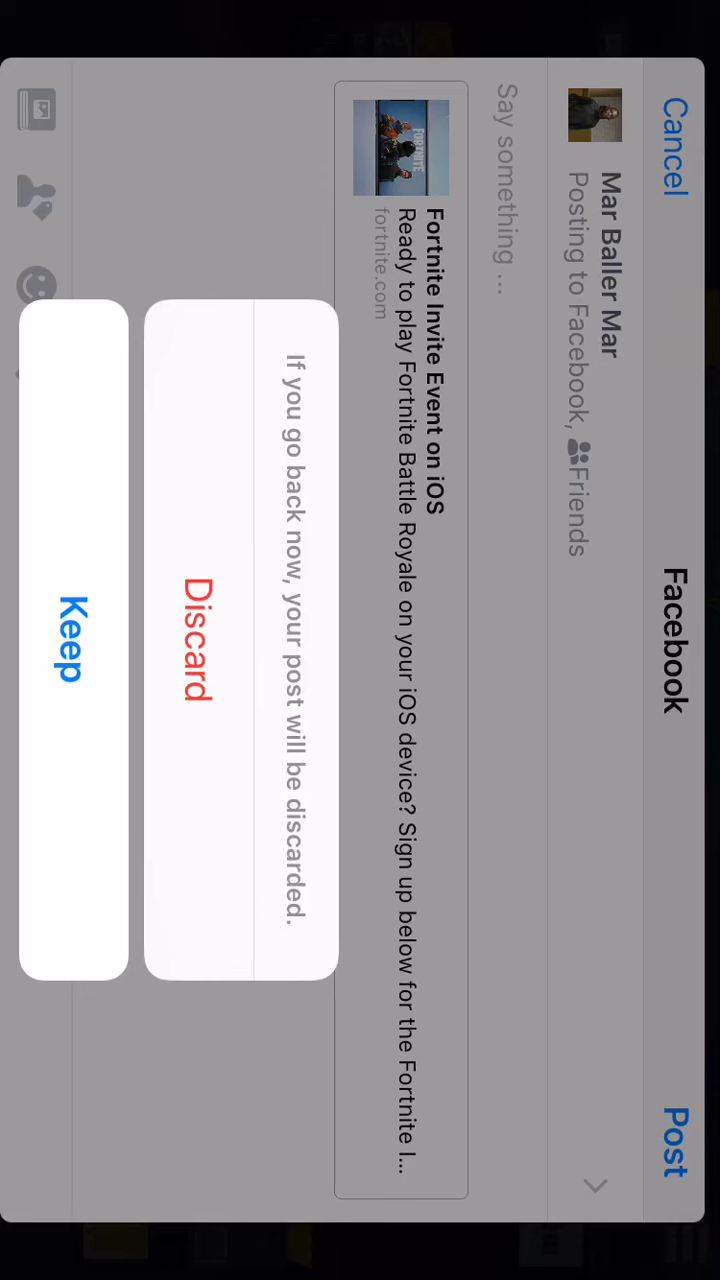 Cancel
Facebook
Post
Mar Baller Mar
Posting to Facebook, Friends
Say something ...
FORTNITE
Fortnite Invite Event on iOS
Ready to play Fortnite Battle Royale on your iOS device? Sign up below for the Fortnite I...
fortnite.com
If you go back now, your post will be discarded.
Discard
Keep